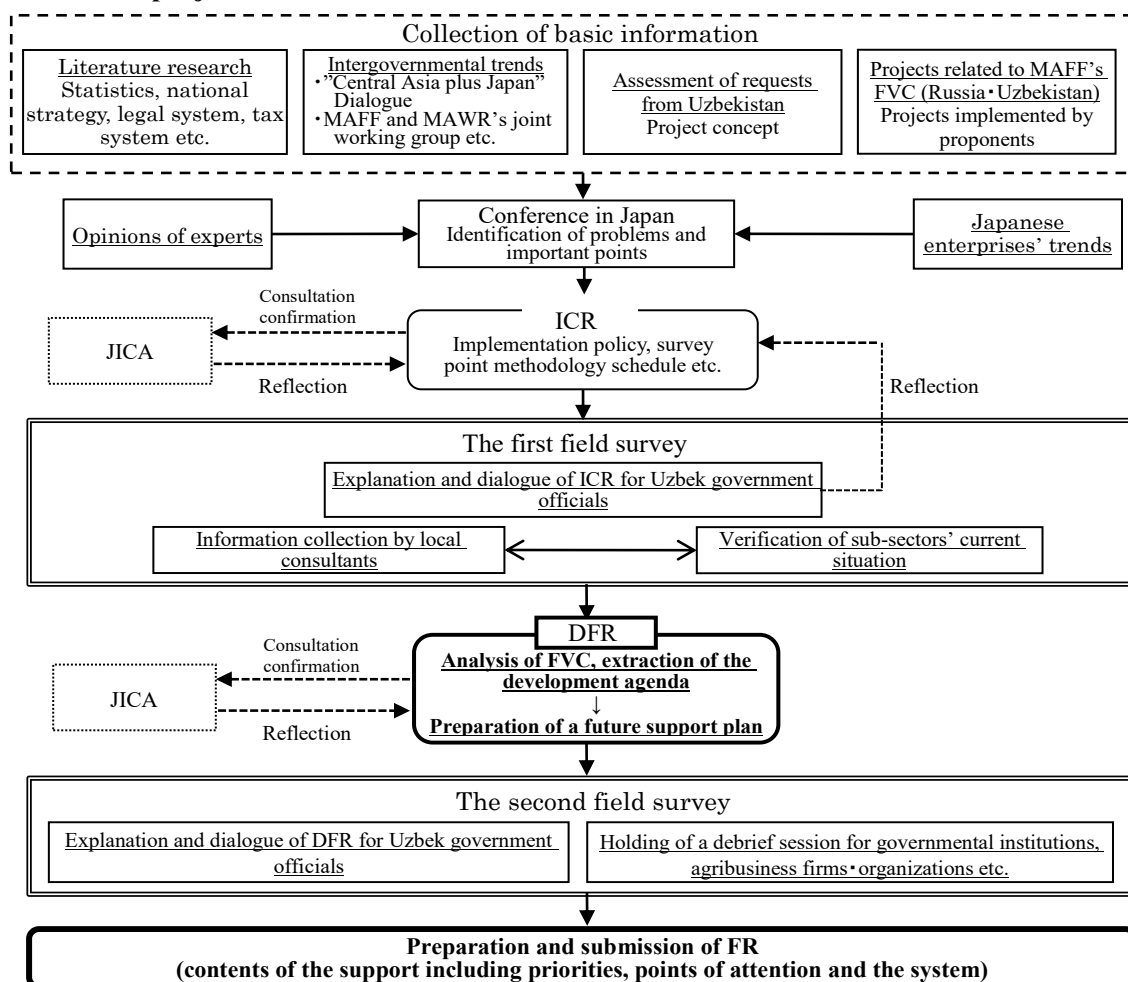 Collection of basic information
Literature research
Statistics, national
strategy, legal system, tax
system etc.
Intergovernmental trends
・”Central Asia plus Japan”
Dialogue
・MAFF and MAWR’s joint
working group etc.
Assessment of requests
from Uzbekistan
Project concept
Projects related to MAFF’s
FVC (Russia・Uzbekistan)
Projects implemented by
proponents
Opinions of experts
Conference in Japan
Identification of problems and
important points
Japanese
enterprises’ trends
Consultation
confirmation
JICA
Reflection
ICR
Implementation policy, survey
point methodology schedule etc.
Reflection
The first field survey
Explanation and dialogue of ICR for Uzbek government
officials
Information collection by local
consultants
Verification of sub-sectors’ current
situation
Consultation
confirmation
JICA
Reflection
DFR
Analysis of FVC, extraction of the
development agenda
↓
Preparation of a future support plan
The second field survey
Explanation and dialogue of DFR for Uzbek government
officials
Holding of a debrief session for governmental institutions,
agribusiness firms・organizations etc.
Preparation and submission of FR
(contents of the support including priorities, points of attention and the system)